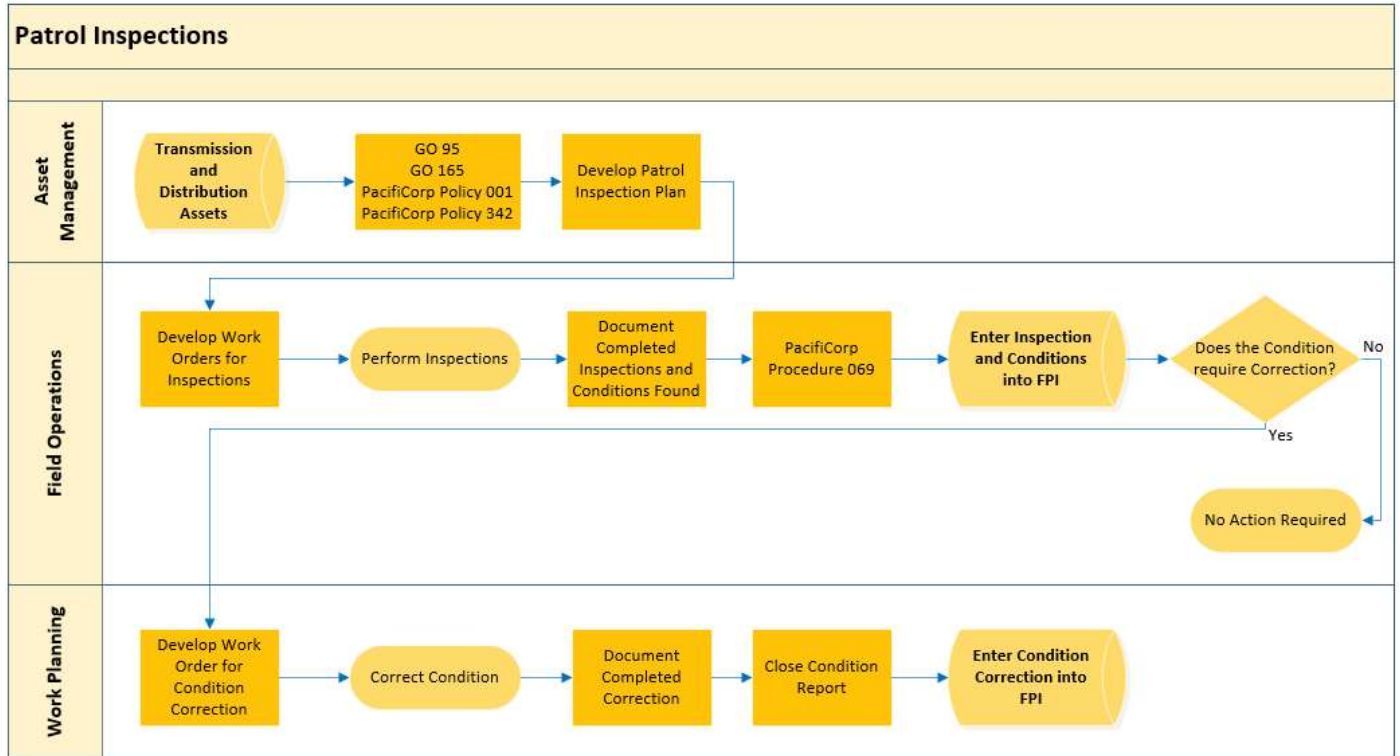 Patrol Inspections
Asset
Management
Transmission
and
Distribution
Assets
GO 95
GO 165
PacifiCorp Policy 001
PacifiCorp Policy 342
Develop Patrol
Inspection Plan
Field Operations
Develop Work
Orders for
Inspections
Perform Inspections
Document
Completed
Inspections and
Conditions Found
PacifiCorp
Procedure 069
Enter Inspection
and Conditions
into FPI
Does the Condition
require Correction?
No
Yes
No Action Required
Work Planning
Develop Work
Order for
Condition
Correction
Correct Condition
Document
Completed
Correction
Close Condition
Report
Enter Condition
Correction into
FPI